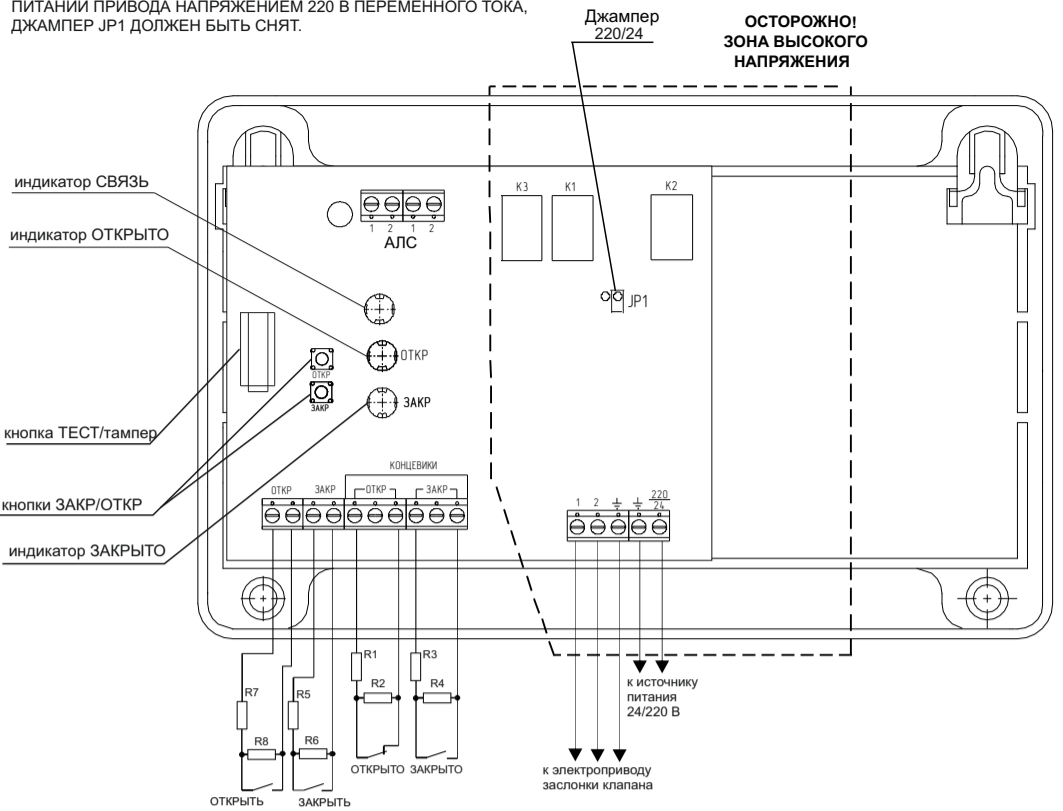 ПИТАНИИ ПРИВОДА НАПРЯЖЕНИЕМ 220 В ПЕРЕМЕННОГО ТОКА,
ДЖАМПЕР JP1 ДОЛЖЕН БЫТЬ СНЯТ.
Джампер
220/24
ОСТОРОЖНО!
ЗОНА ВЫСОКОГО
НАПРЯЖЕНИЯ
индикатор СВЯЗЬ
индикатор ОТКРЫТО
кнопка ТЕСТ/тампер
кнопки ЗАКР/ОТКР
индикатор ЗАКРЫТО
1 2 1 2
АЛС
K3 K1 K2
JP1
ОТКР
ЗАКР
ОТКР
ЗАКР
КОНЦЕВИКИ
ОТКР ЗАКР ОТКР ЗАКР
1 2 220
24
R1 R3
R2 R4
R7 R5
R8 R6
ОТКРЫТО ЗАКРЫТО
ОТКРЫТЬ ЗАКРЫТЬ
к источнику
питания
24/220 В
к электроприводу
заслонки клапана